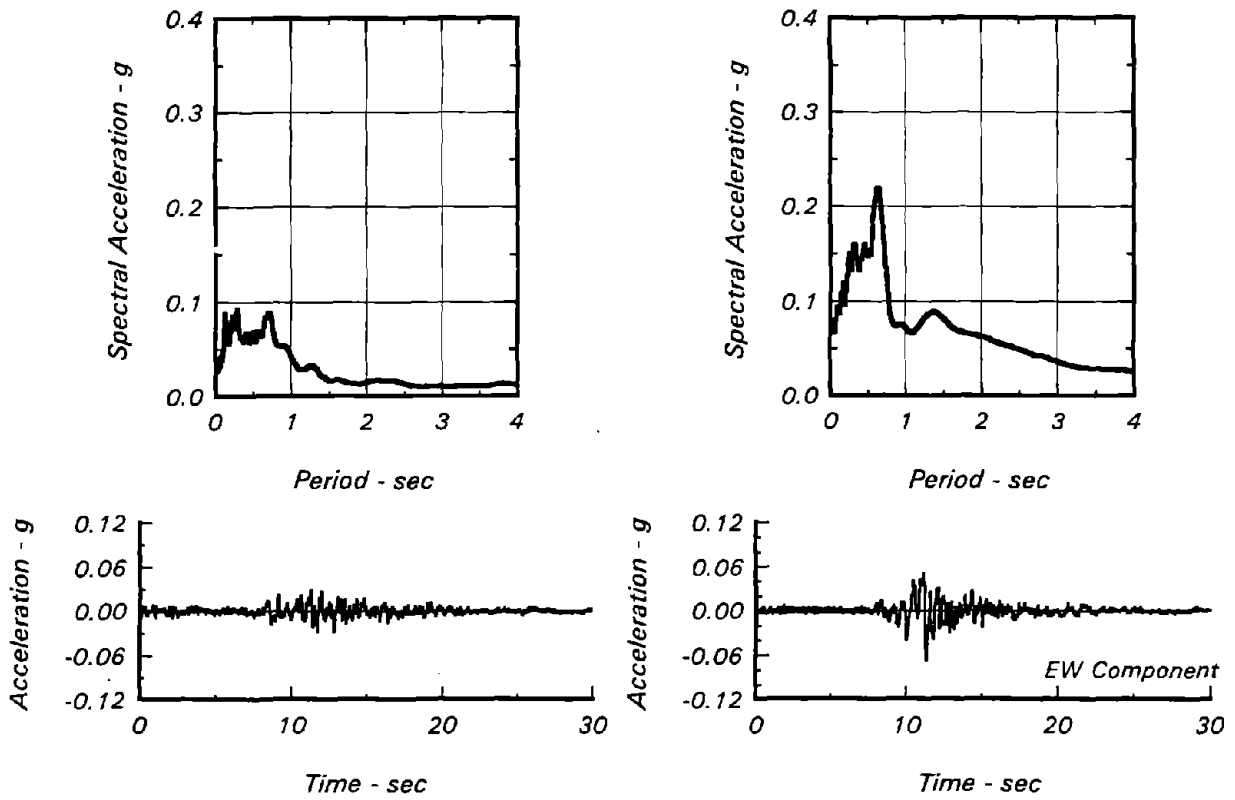 Spectral Acceleration - g
0.4
0.3
0.2
0.1
0.0
0 1 2 3 4
Period - sec
Spectral Acceleration - g
0.4
0.3
0.2
0.1
0.0
0 1 2 3 4
Period - sec
Acceleration - g
0.12
0.06
0.00
-0.06
-0.12
0 10 20 30
Time - sec
Acceleration - g
0.12
0.06
0.00
-0.06
-0.12
EW Component
0 10 20 30
Time - sec